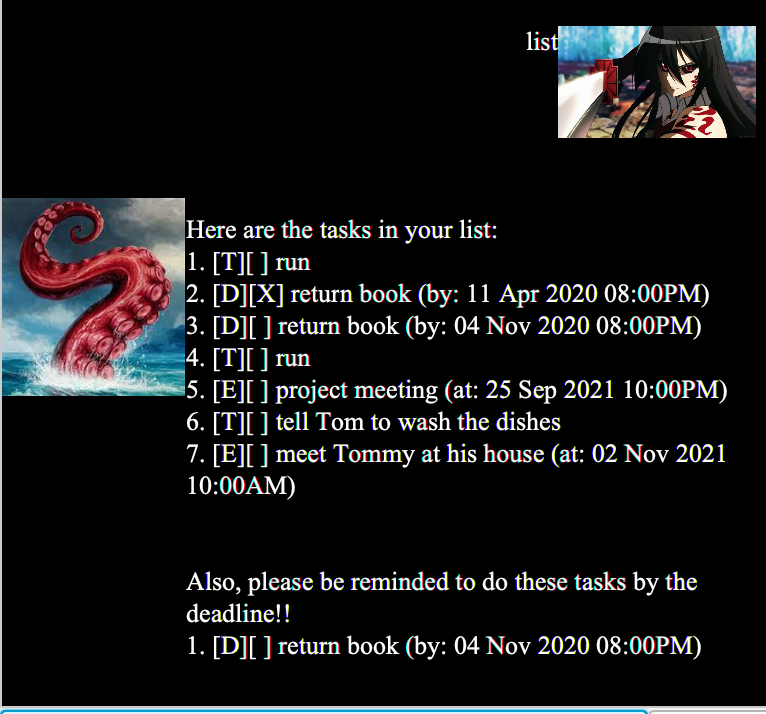 list
Here are the tasks in your list:
1. [T][ ] run
2. [D][X] return book (by: 11 Apr 2020 08:00PM)
3. [D][ ] return book (by: 04 Nov 2020 08:00PM)
4. [T][ ] run
5. [E][ ] project meeting (at: 25 Sep 2021 10:00PM)
6. [T][ ] tell Tom to wash the dishes
7. [E][ ] meet Tommy at his house (at: 02 Nov 2021
10:00AM)
Also, please be reminded to do these tasks by the
deadline!!
1. [D][ ] return book (by: 04 Nov 2020 08:00PM)